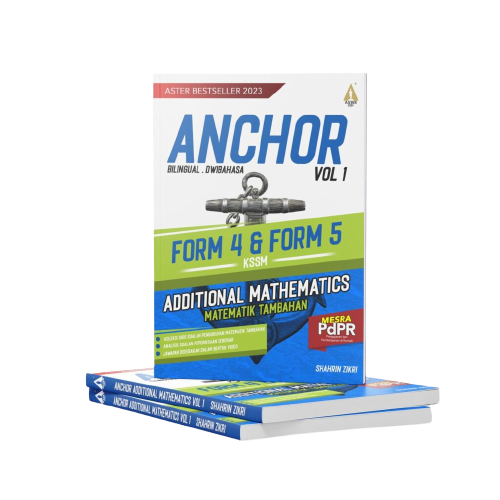 ASTER BESTSELLER 2023
ASTER
ANCHOR
BILINGUAL . DWIBAHASA
VOL 1
FORM 4 & FORM 5
KSSM
ADDITIONAL MATHEMATICS
MATEMATIK TAMBAHAN
MESRA
PdPR
SHAHRIN ZIKRI
ANCHOR ADDITIONAL MATHEMATICS VOL 1 SHAHRIN ZIKRI
ANCHOR ADDITIONAL MATHEMATICS VOL 1 SHAHRIN ZIKRI